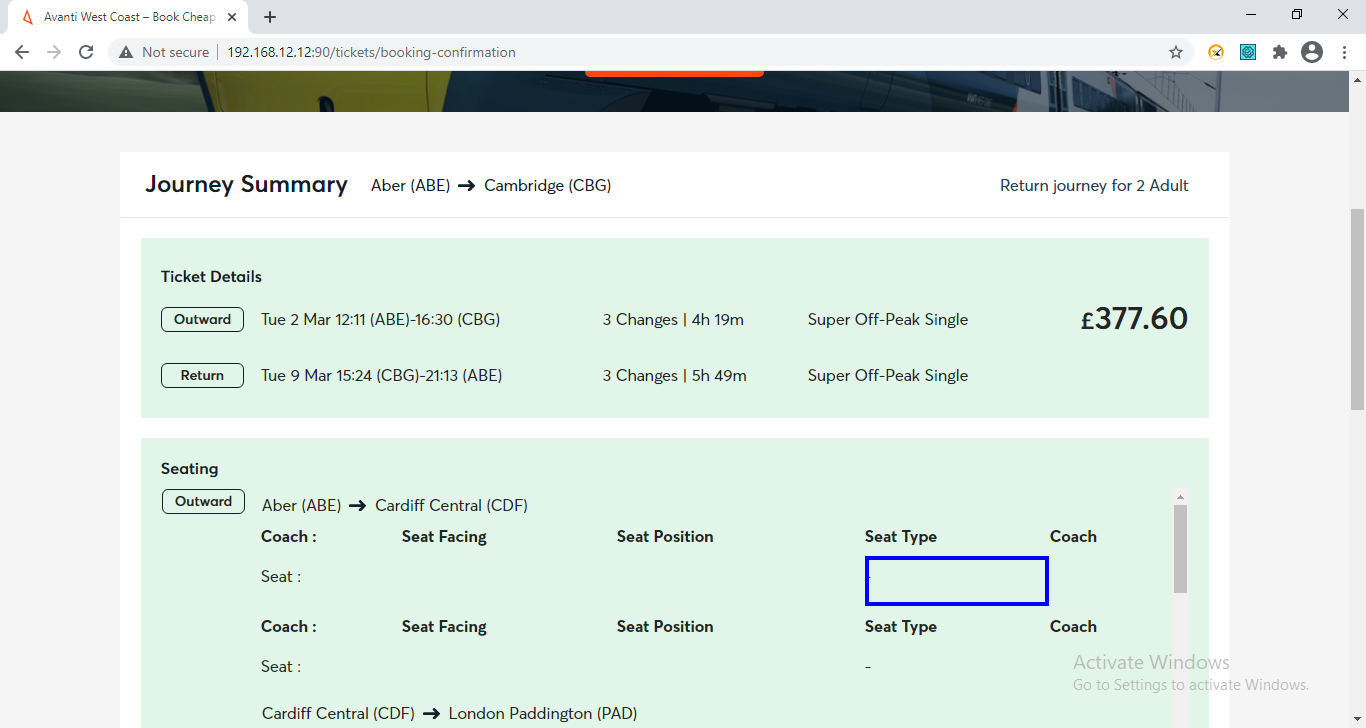 Avanti West Coast – Book Cheap
Not secure 192.168.12.12:90/tickets/booking-confirmation
Journey Summary Aber (ABE) → Cambridge (CBG) Return journey for 2 Adult
Ticket Details
Outward Tue 2 Mar 12:11 (ABE)-16:30 (CBG) 3 Changes | 4h 19m Super Off-Peak Single £377.60
Return Tue 9 Mar 15:24 (CBG)-21:13 (ABE) 3 Changes | 5h 49m Super Off-Peak Single
Seating
Outward Aber (ABE) → Cardiff Central (CDF)
Coach : Seat Facing Seat Position Seat Type Coach
Seat : -
Coach : Seat Facing Seat Position Seat Type Coach
Seat : -
Activate Windows
Go to Settings to activate Windows.
Cardiff Central (CDF) → London Paddington (PAD)